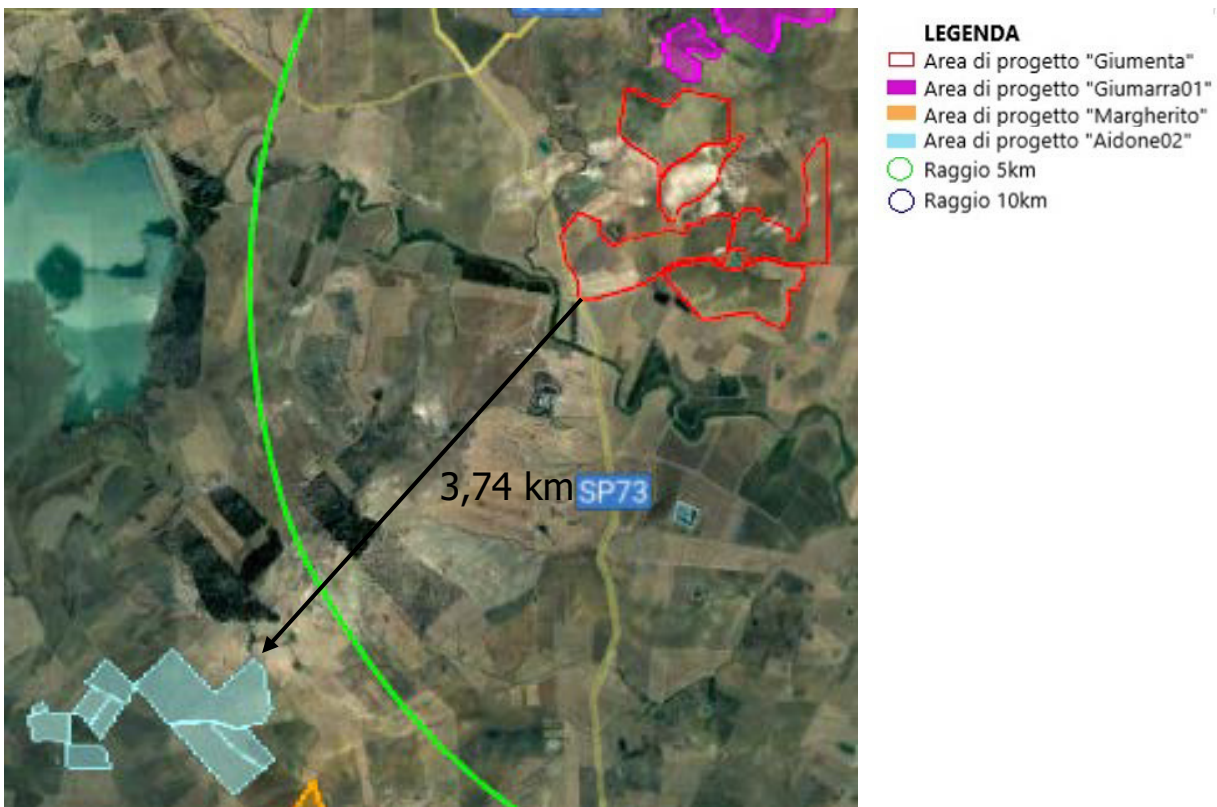 LEGENDA
Area di progetto "Giumenta"
Area di progetto "Giumarra01"
Area di progetto "Margherito"
Area di progetto "Aidone02"
Raggio 5km
Raggio 10km
3,74 km
SP73